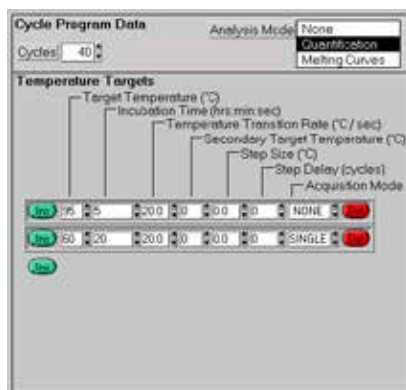 Cycle Program Data
Analysis Mode None
Quantification
Melting Curves
Cycles 40
Temperature Targets
Target Temperature (°C)
Incubation Time (hrs:min:sec)
Temperature Transition Rate (°C / sec)
Secondary Target Temperature (°C)
Step Size (°C)
Step Delay (cycles)
Acquisition Mode
Ins 95 5 20.0 0 0.0 0 NONE Del
Ins 60 20 20.0 0 0.0 0 SINGLE Del
Ins